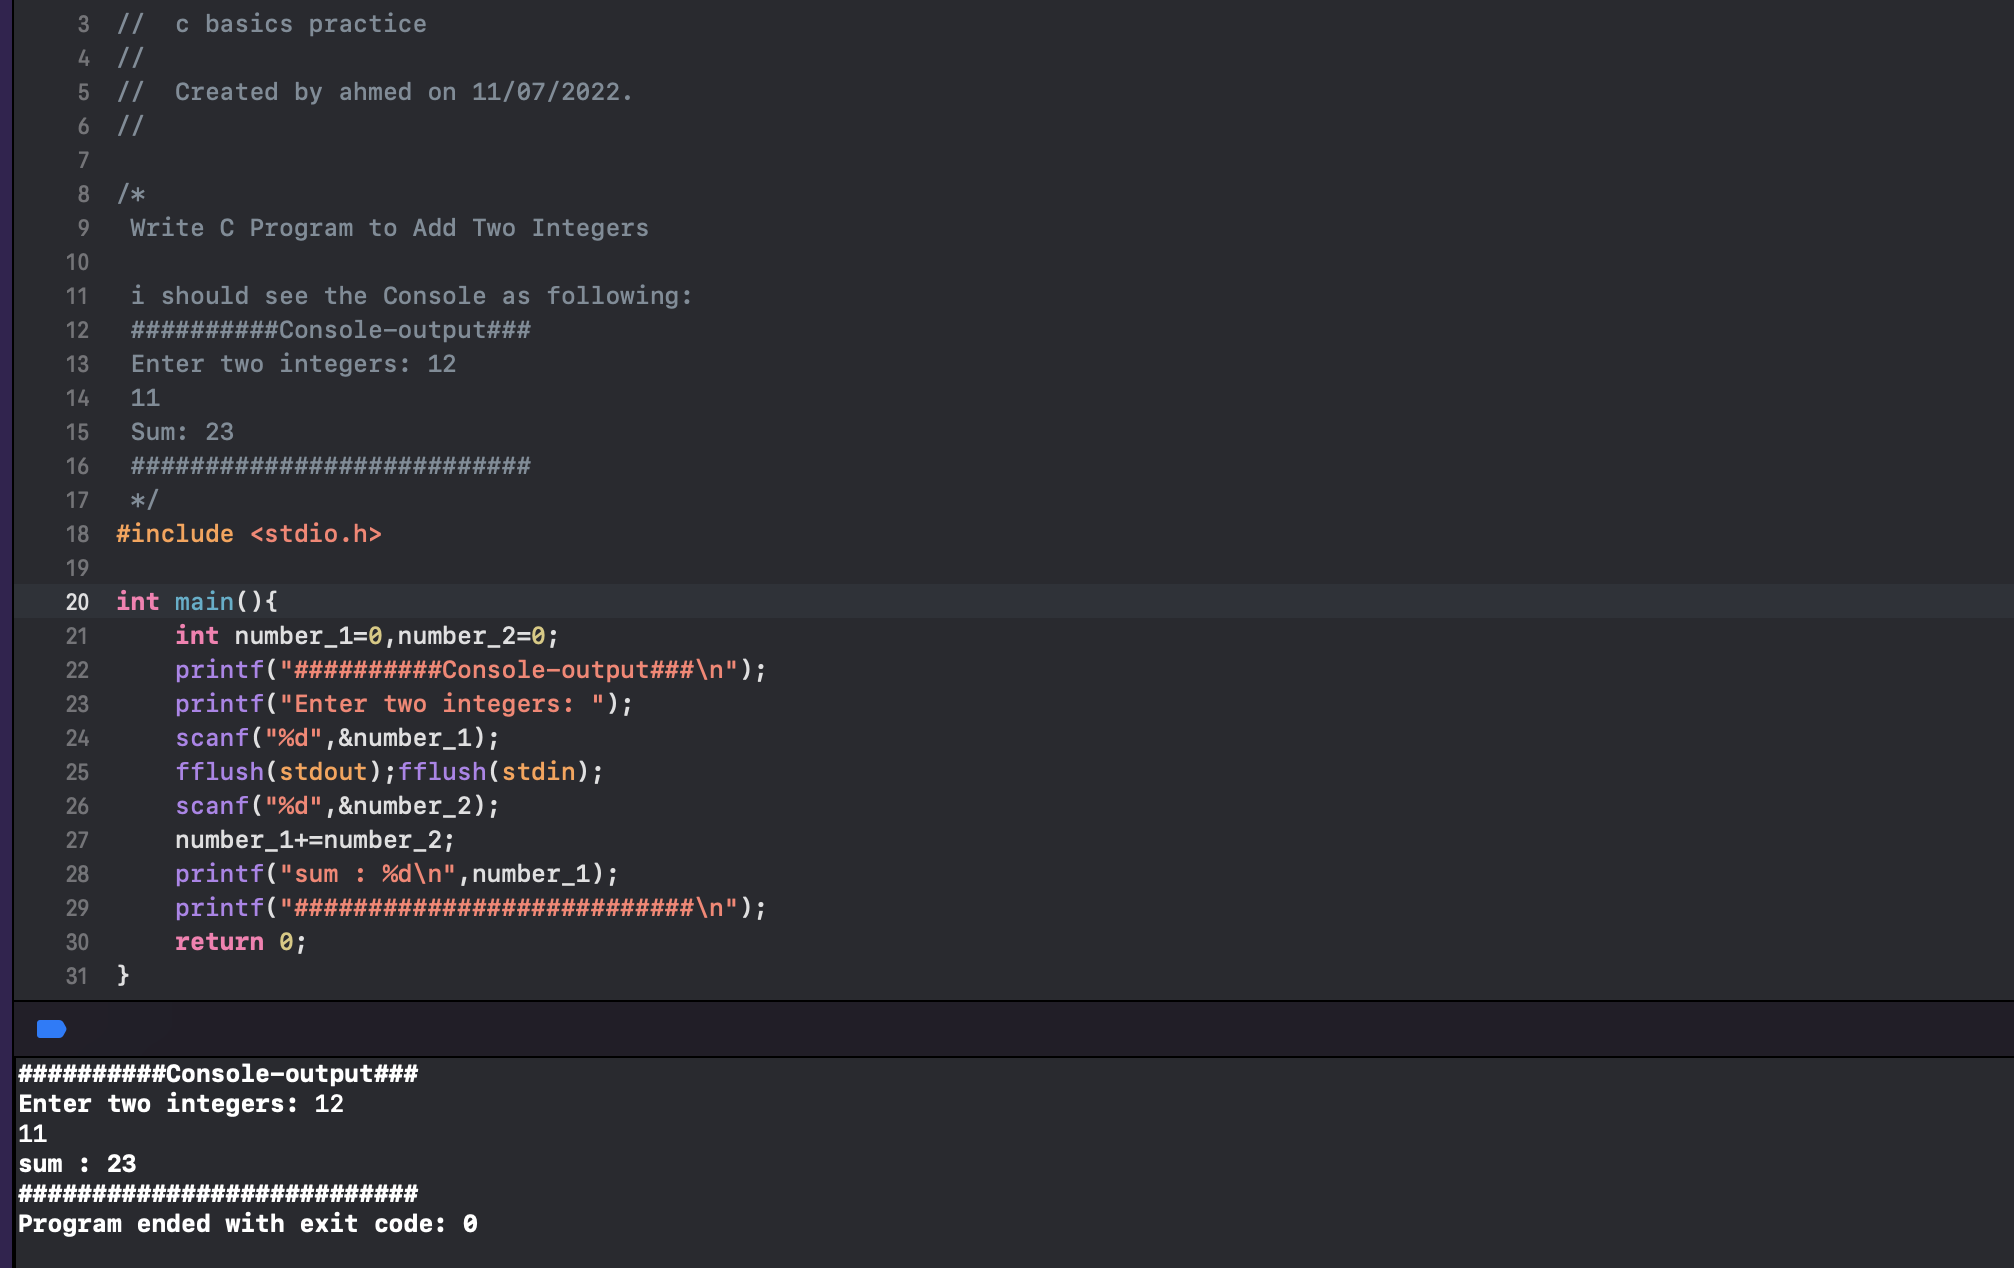 3 //  c basics practice
4 //
5 //  Created by ahmed on 11/07/2022.
6 //
7
8 /*
9  Write C Program to Add Two Integers
10
11  i should see the Console as following:
12  ##########Console-output###
13  Enter two integers: 12
14  11
15  Sum: 23
16  ###########################
17  */
18 #include <stdio.h>
19
20 int main(){
21     int number_1=0,number_2=0;
22     printf("##########Console-output###\n");
23     printf("Enter two integers: ");
24     scanf("%d",&number_1);
25     fflush(stdout);fflush(stdin);
26     scanf("%d",&number_2);
27     number_1+=number_2;
28     printf("sum : %d\n",number_1);
29     printf("###########################\n");
30     return 0;
31 }
##########Console-output###
Enter two integers: 12
11
sum : 23
###########################
Program ended with exit code: 0